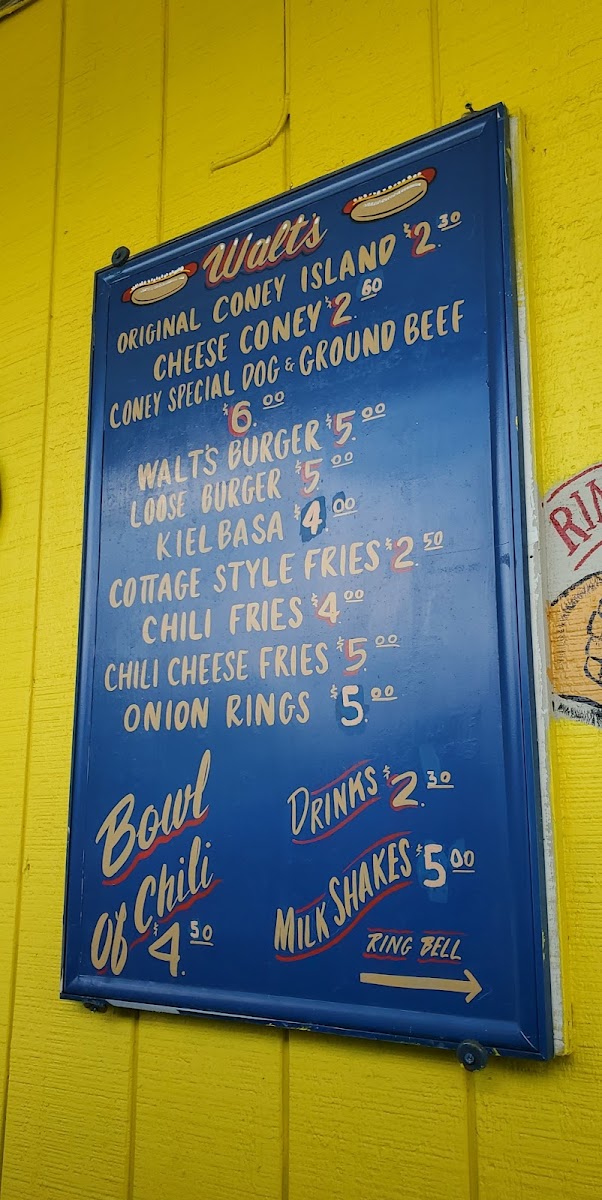 Walt's
ORIGINAL CONEY ISLAND $2.30
CHEESE CONEY $2.60
CONEY SPECIAL DOG & GROUND BEEF
$6.00
WALT'S BURGER $5.00
LOOSE BURGER $5.00
KIELBASA $4.00
COTTAGE STYLE FRIES $2.50
CHILI FRIES $4.00
CHILI CHEESE FRIES $5.00
ONION RINGS $5.00
Bowl
Of Chili
$4.50
DRINKS $2.30
MILK SHAKES $5.00
RING BELL